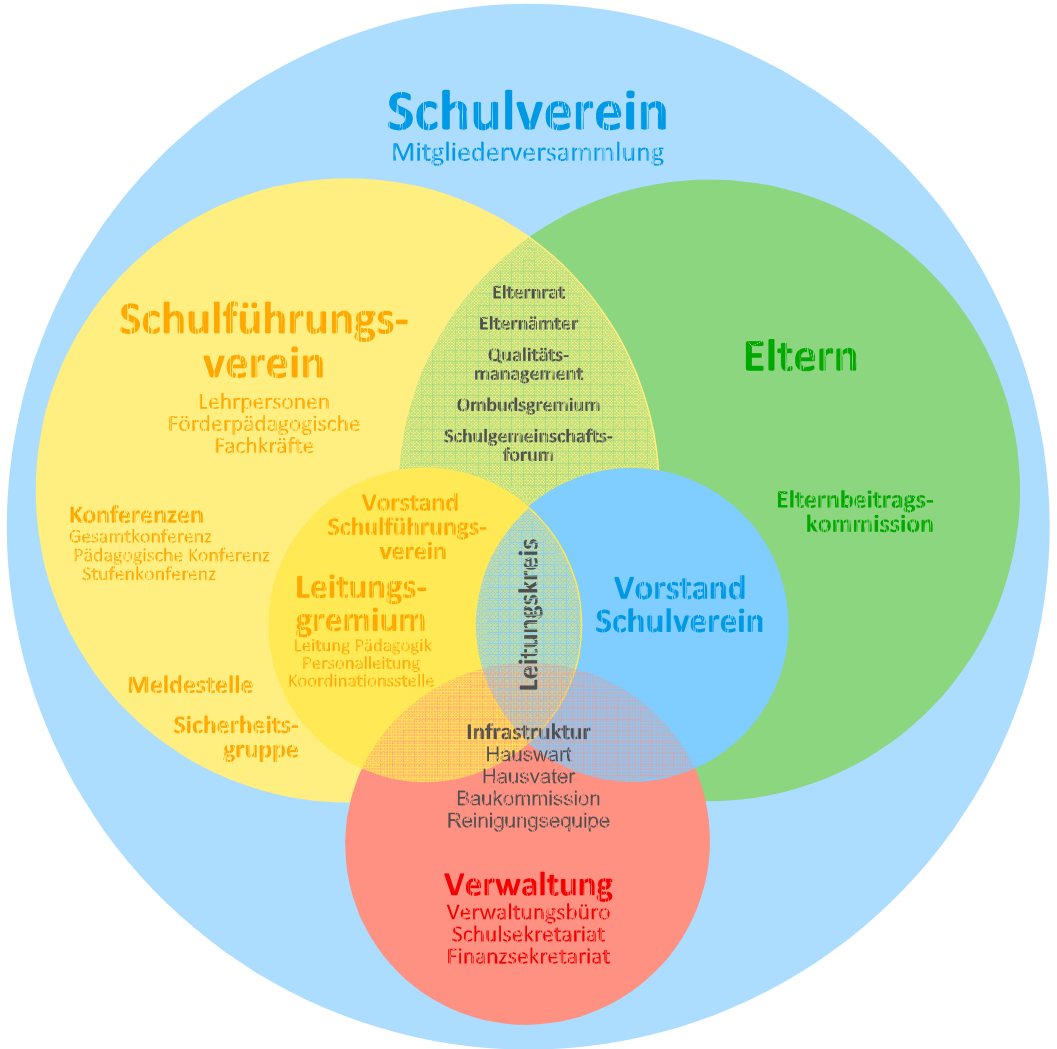 Schulverein
Mitgliederversammlung
Schulführungs-
verein
Lehrpersonen
Förderpädagogische
Fachkräfte
Elternrat
Elternämter
Qualitäts-
management
Ombudsgremium
Schulgemeinschafts-
forum
Eltern
Elternbeitrags-
kommission
Konferenzen
Gesamtkonferenz
Pädagogische Konferenz
Stufenkonferenz
Vorstand
Schulführungs-
verein
Leitungs-
gremium
Leitung Pädagogik
Personalleitung
Koordinationsstelle
Leitungskreis
Vorstand
Schulverein
Meldestelle
Sicherheits-
gruppe
Infrastruktur
Hauswart
Hausvater
Baukommission
Reinigungsequipe
Verwaltung
Verwaltungsbüro
Schulsekretariat
Finanzsekretariat